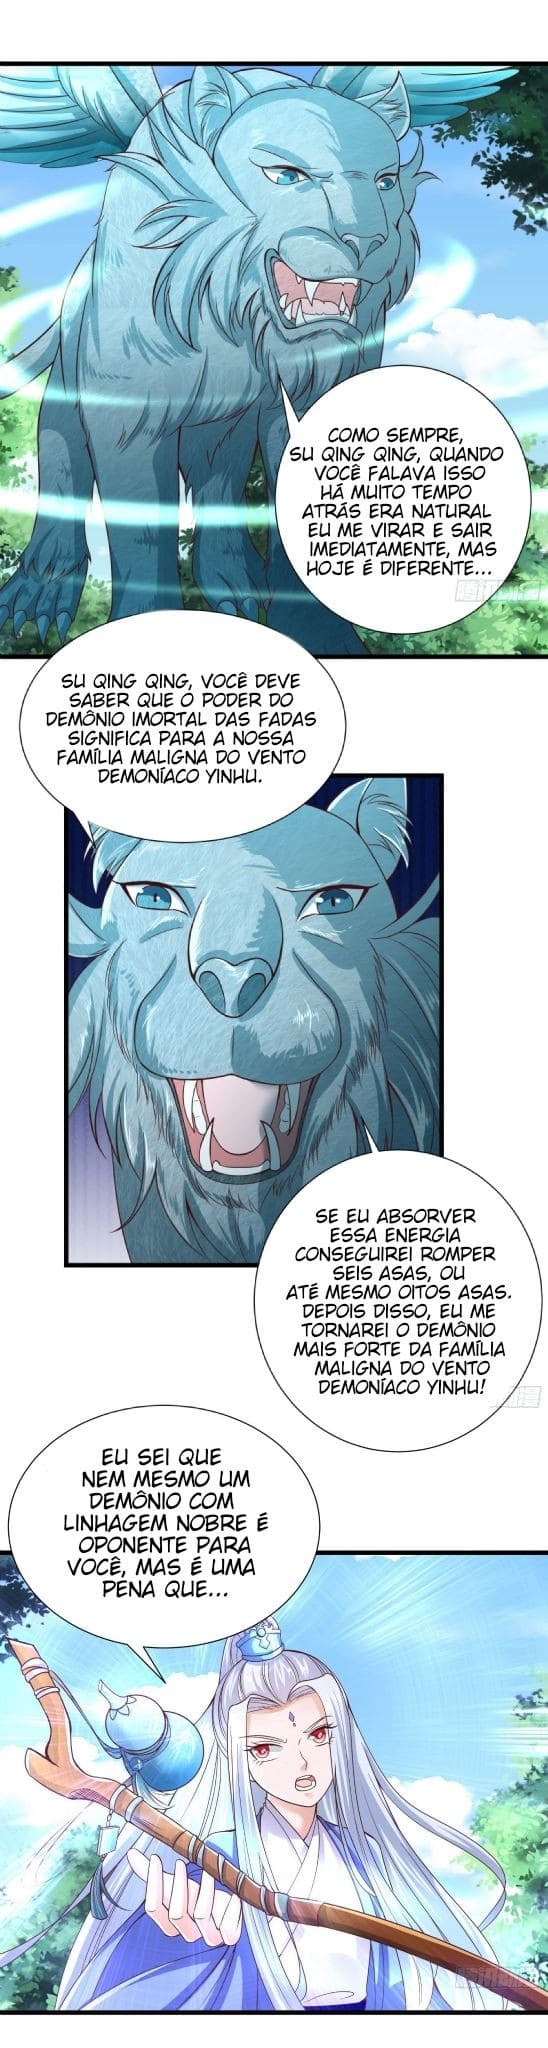 COMO SEMPRE,
SU QING QING, QUANDO
VOCÊ FALAVA ISSO
HÁ MUITO TEMPO
ATRÁS ERA NATURAL
EU ME VIRAR E SAIR
IMEDIATAMENTE, MAS
HOJE É DIFERENTE...
SU QING QING, VOCÊ DEVE
SABER QUE O PODER DO
DEMÔNIO IMORTAL DAS FADAS
SIGNIFICA PARA A NOSSA
FAMÍLIA MALIGNA DO VENTO
DEMONÍACO YINHU.
SE EU ABSORVER
ESSA ENERGIA
CONSEGUIREI ROMPER
SEIS ASAS, OU
ATÉ MESMO OITOS ASAS.
DEPOIS DISSO, EU ME
TORNAREI O DEMÔNIO
MAIS FORTE DA FAMÍLIA
MALIGNA DO VENTO
DEMONÍACO YINHU!
EU SEI QUE
NEM MESMO UM
DEMÔNIO COM
LINHAGEM NOBRE É
OPONENTE PARA
VOCÊ, MAS É UMA
PENA QUE...